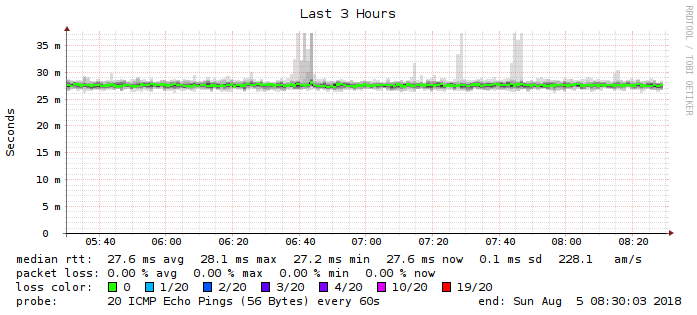 Last 3 Hours
RRDTOOL / TOBI OETIKER
Seconds
35 m
30 m
25 m
20 m
15 m
10 m
5 m
0
05:40 06:00 06:20 06:40 07:00 07:20 07:40 08:00 08:20
median rtt: 27.6 ms avg 28.1 ms max 27.2 ms min 27.6 ms now 0.1 ms sd 228.1 am/s
packet loss: 0.00 % avg 0.00 % max 0.00 % min 0.00 % now
loss color: 0 1/20 2/20 3/20 4/20 10/20 19/20
probe: 20 ICMP Echo Pings (56 Bytes) every 60s end: Sun Aug 5 08:30:03 2018